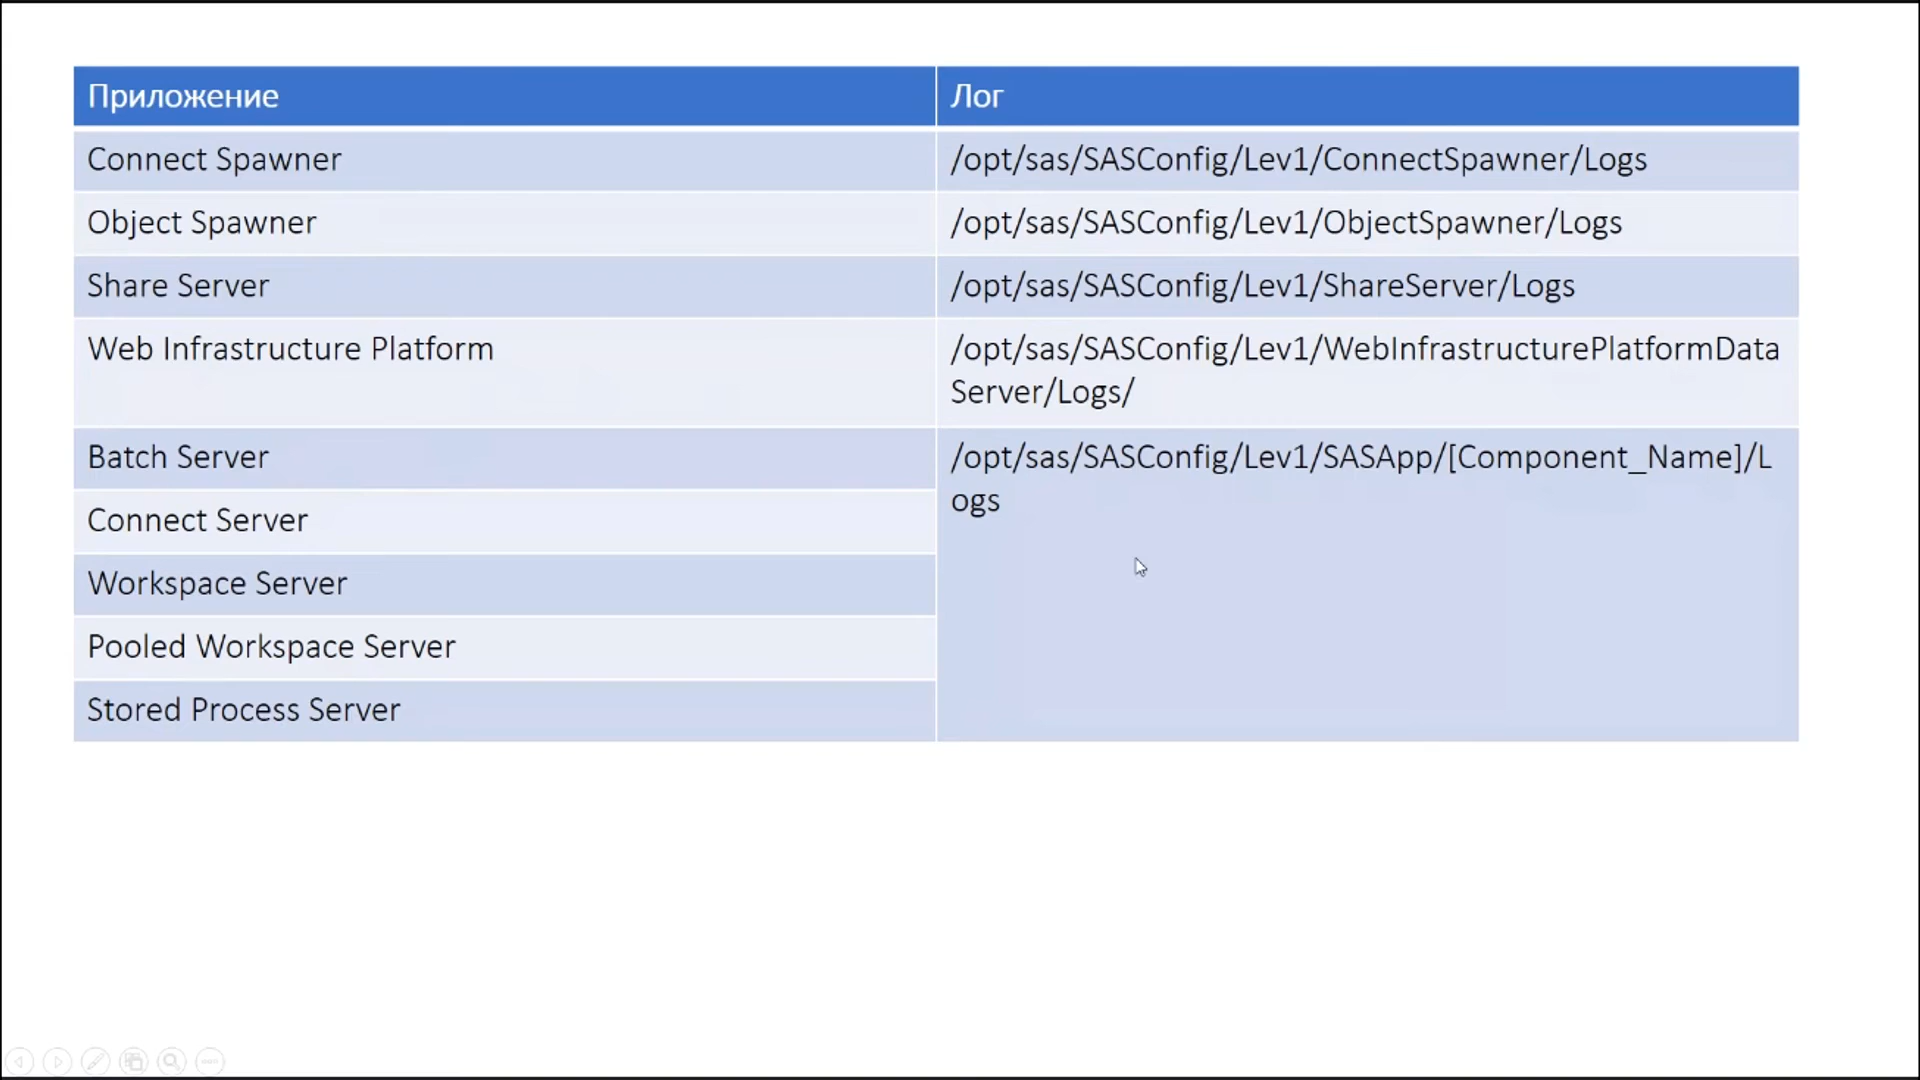 Приложение
Лог
Connect Spawner
/opt/sas/SASConfig/Lev1/ConnectSpawner/Logs
Object Spawner
/opt/sas/SASConfig/Lev1/ObjectSpawner/Logs
Share Server
/opt/sas/SASConfig/Lev1/ShareServer/Logs
Web Infrastructure Platform
/opt/sas/SASConfig/Lev1/WebInfrastructurePlatformData
Server/Logs/
Batch Server
/opt/sas/SASConfig/Lev1/SASApp/[Component_Name]/L
ogs
Connect Server
Workspace Server
Pooled Workspace Server
Stored Process Server